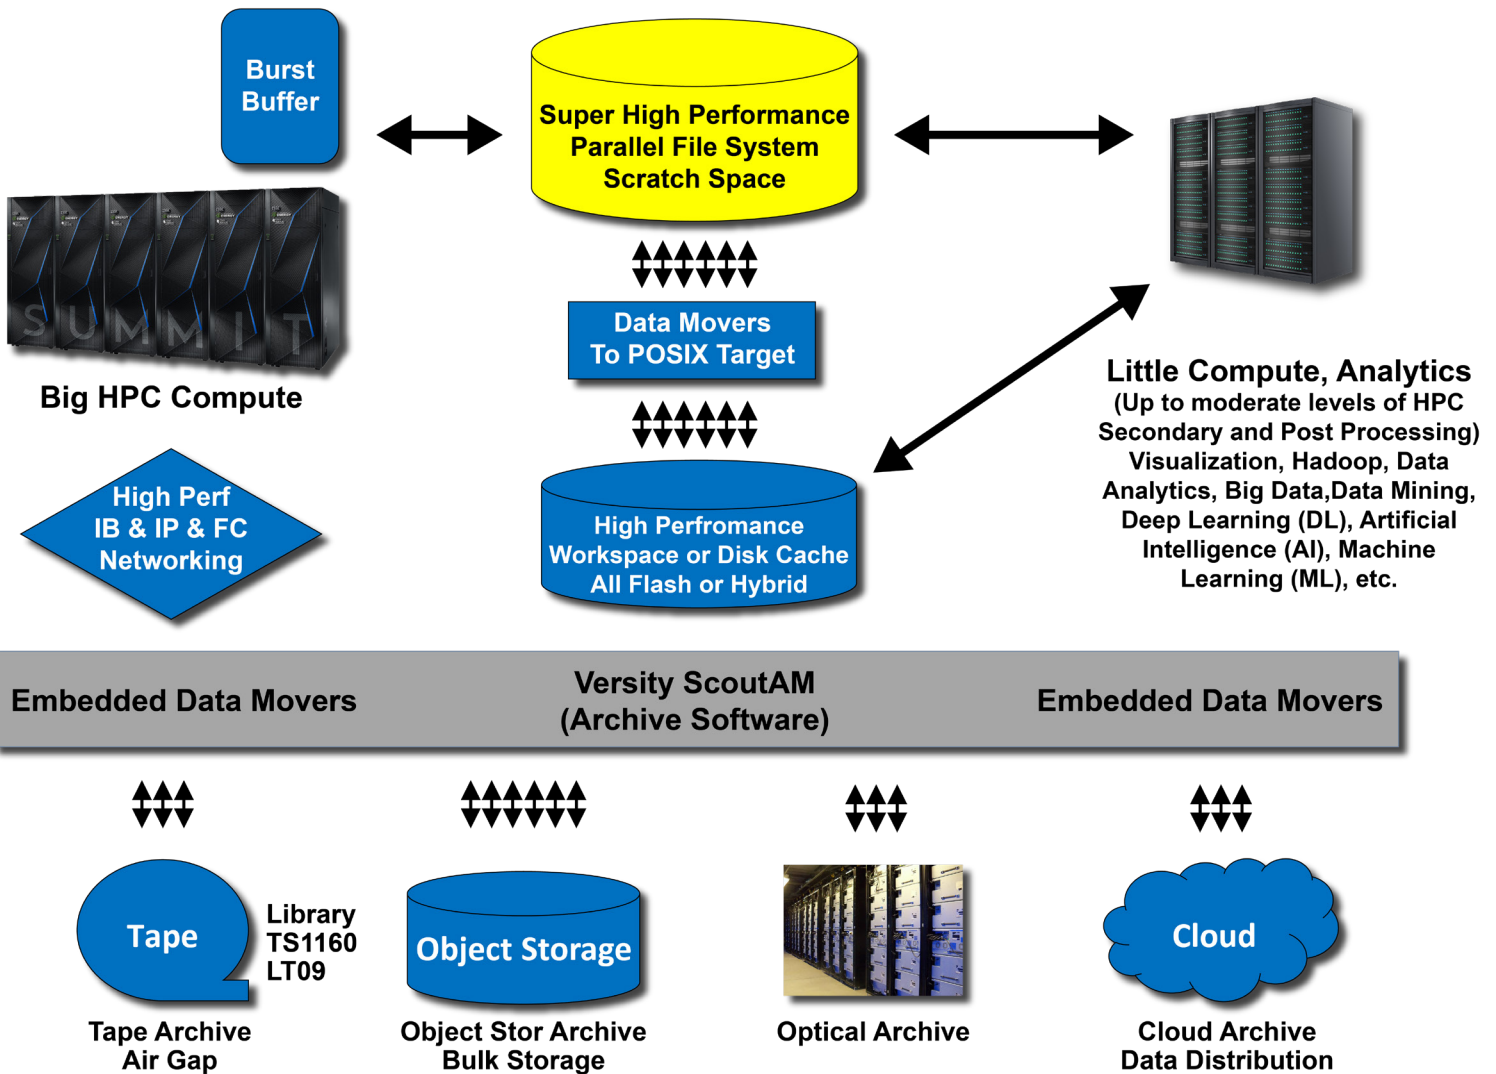 Burst
Buffer
Super High Performance
Parallel File System
Scratch Space
SUMMIT
Big HPC Compute
Data Movers
To POSIX Target
Little Compute, Analytics
(Up to moderate levels of HPC
Secondary and Post Processing)
Visualization, Hadoop, Data
Analytics, Big Data,Data Mining,
Deep Learning (DL), Artificial
Intelligence (AI), Machine
Learning (ML), etc.
High Perf
IB & IP & FC
Networking
High Perfromance
Workspace or Disk Cache
All Flash or Hybrid
Embedded Data Movers
Versity ScoutAM
(Archive Software)
Embedded Data Movers
Tape
Library
TS1160
LT09
Tape Archive
Air Gap
Object Storage
Object Stor Archive
Bulk Storage
Optical Archive
Cloud
Cloud Archive
Data Distribution